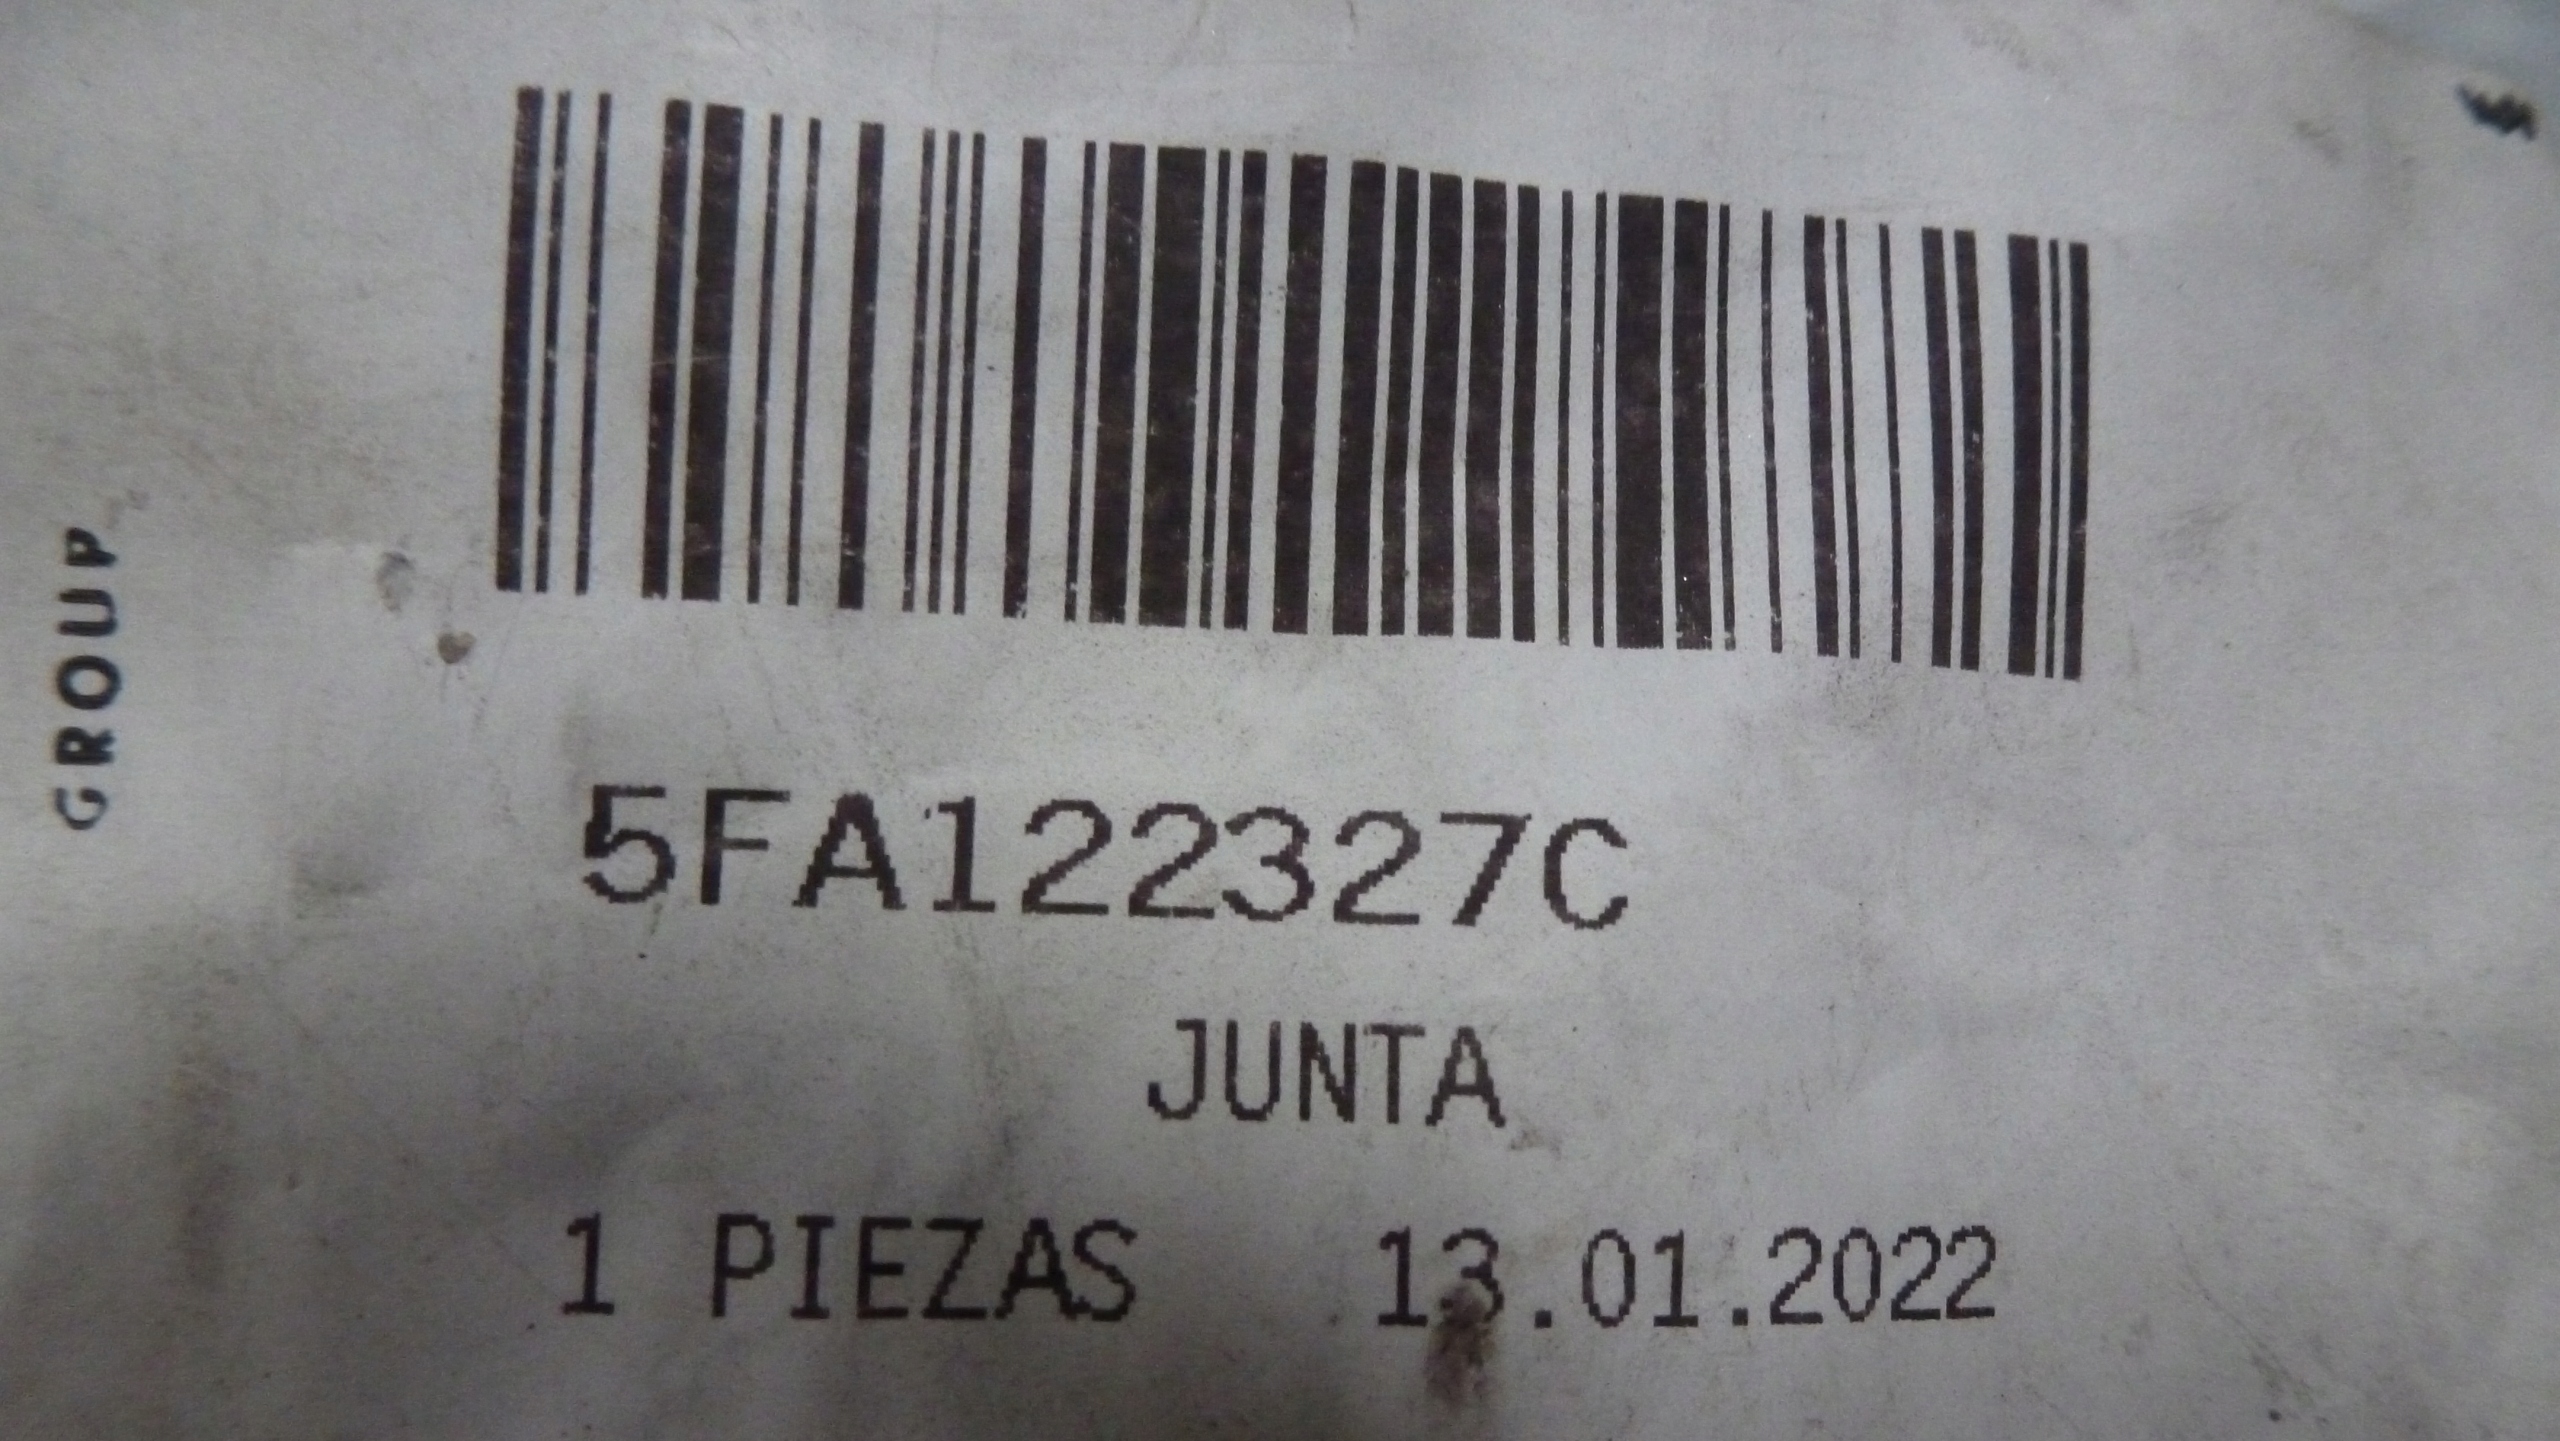 GROUP
5FA122327C
JUNTA
1 PIEZAS 13.01.2022